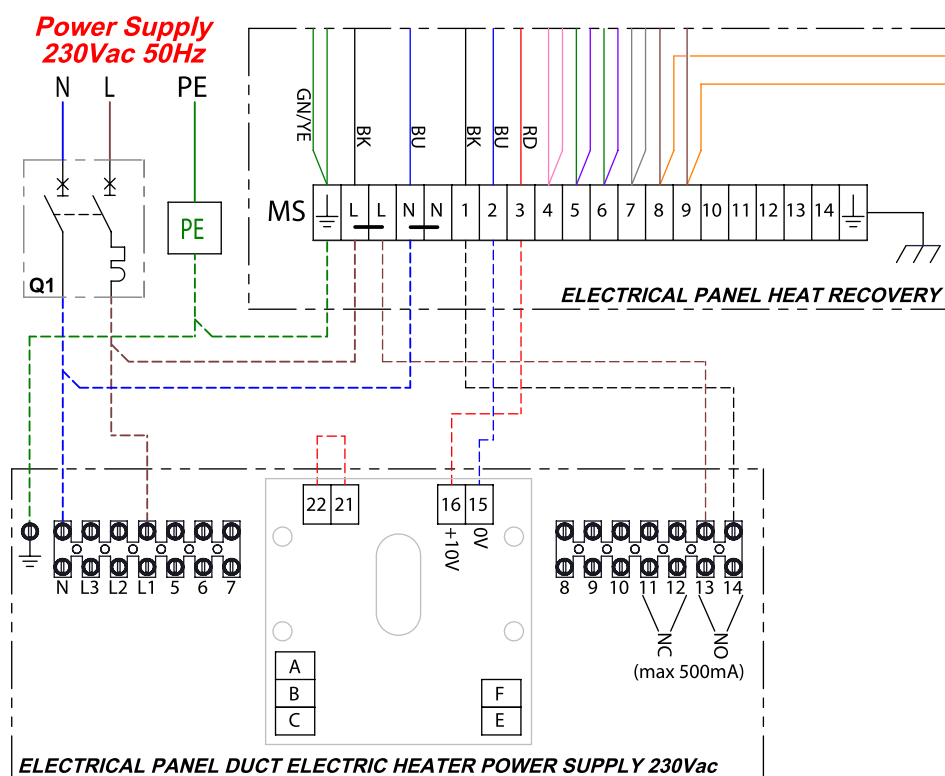 Power Supply
230Vac 50Hz
N L PE
GN/YE BK BU BK BU RD
PE
MS L L N N 1 2 3 4 5 6 7 8 9 10 11 12 13 14
Q1
ELECTRICAL PANEL HEAT RECOVERY
22 21 16 15
+10V 0V
N L3 L2 L1 5 6 7 8 9 10 11 12 13 14
NC NO
(max 500mA)
A
B
C
F
E
ELECTRICAL PANEL DUCT ELECTRIC HEATER POWER SUPPLY 230Vac